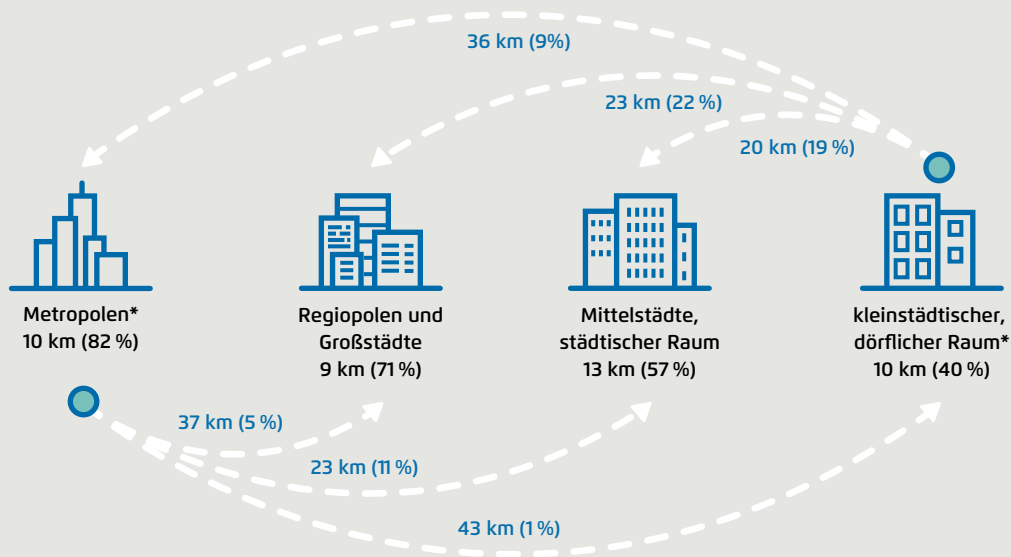 36 km (9%)
23 km (22 %)
20 km (19 %)
Metropolen*
10 km (82 %)
Regiopolen und
Großstädte
9 km (71 %)
Mittelstädte,
städtischer Raum
13 km (57 %)
kleinstädtischer,
dörflicher Raum*
10 km (40 %)
37 km (5 %)
23 km (11 %)
43 km (1 %)